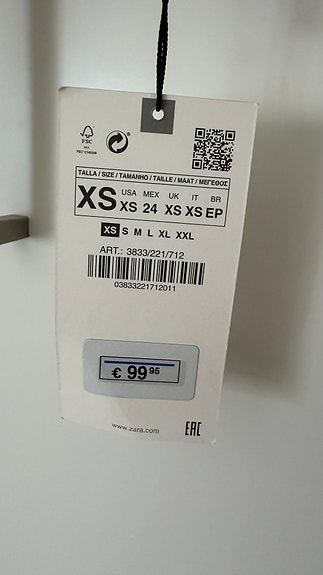 FSC
TALLA / SIZE / TAMANHO / TAILLE / MAAT / ΜΕΓΕΘΟΣ
XS
USA MEX UK IT BR
XS 24 XS XS EP
XS S M L XL XXL
ART.: 3833/221/712
03833221712011
€ 99 95
www.zara.com
EAC